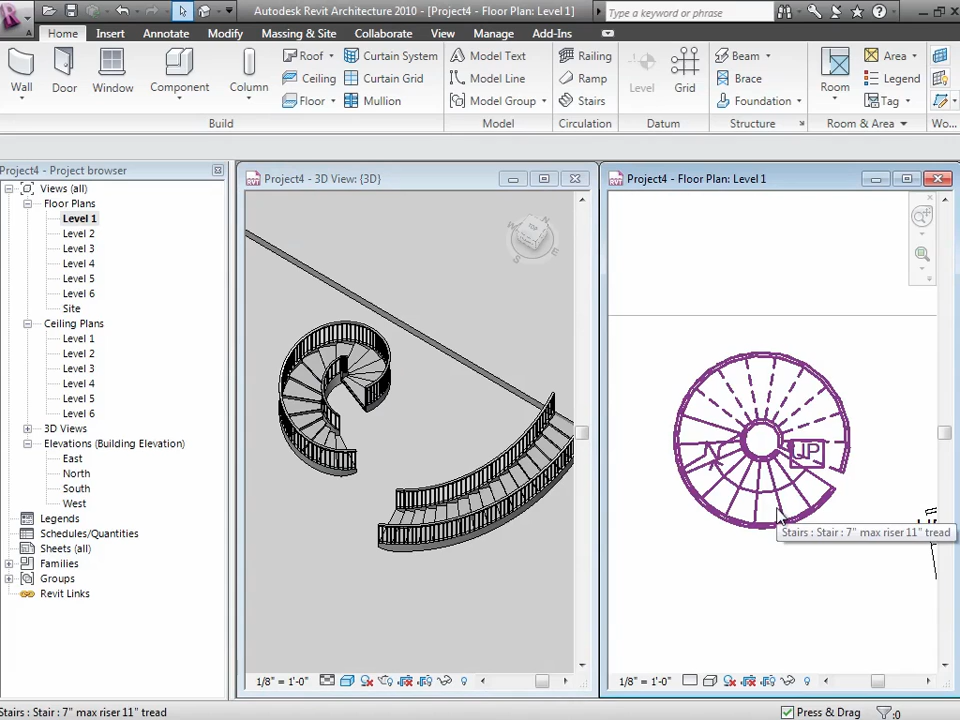 Autodesk Revit Architecture 2010 - [Project4 - Floor Plan: Level 1]
Type a keyword or phrase
Home Insert Annotate Modify Massing & Site Collaborate View Manage Add-Ins
Wall Door Window Component Column
Roof Curtain System
Ceiling Curtain Grid
Floor Mullion
Model Text
Model Line
Model Group
Railing
Ramp
Stairs
Level Grid
Beam
Brace
Foundation
Room
Area
Legend
Tag
Build Model Circulation Datum Structure Room & Area Wo...
Project4 - Project browser
Views (all)
Floor Plans
Level 1
Level 2
Level 3
Level 4
Level 5
Level 6
Site
Ceiling Plans
Level 1
Level 2
Level 3
Level 4
Level 5
Level 6
3D Views
Elevations (Building Elevation)
East
North
South
West
Legends
Schedules/Quantities
Sheets (all)
Families
Groups
Revit Links
Project4 - 3D View: {3D}
TOP
N
E
S
W
1/8" = 1'-0"
Project4 - Floor Plan: Level 1
UP
Stairs : Stair : 7" max riser 11" tread
1/8" = 1'-0"
Stairs : Stair : 7" max riser 11" tread
Press & Drag
:0